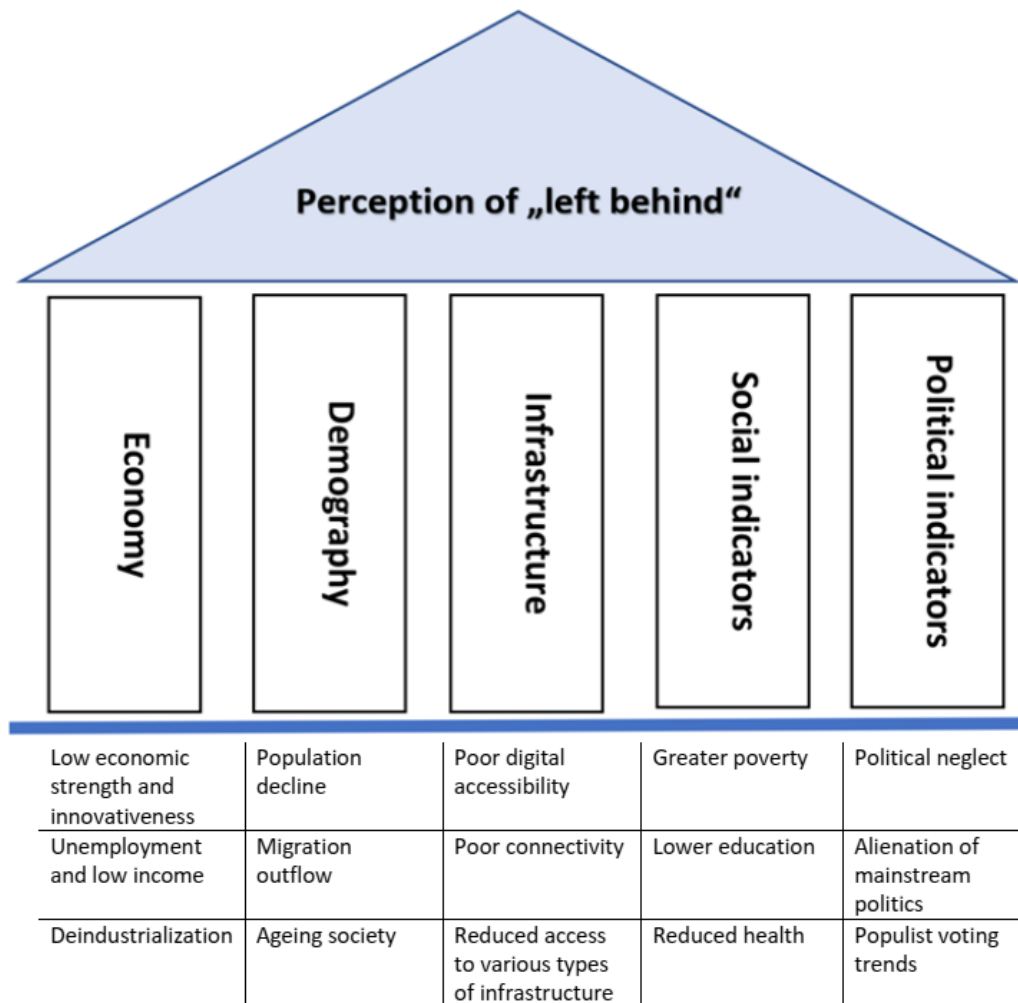 Perception of „left behind“
Economy
Demography
Infrastructure
Social indicators
Political indicators
Low economic
strength and
innovativeness
Population
decline
Poor digital
accessibility
Greater poverty
Political neglect
Unemployment
and low income
Migration
outflow
Poor connectivity
Lower education
Alienation of
mainstream
politics
Deindustrialization
Ageing society
Reduced access
to various types
of infrastructure
Reduced health
Populist voting
trends